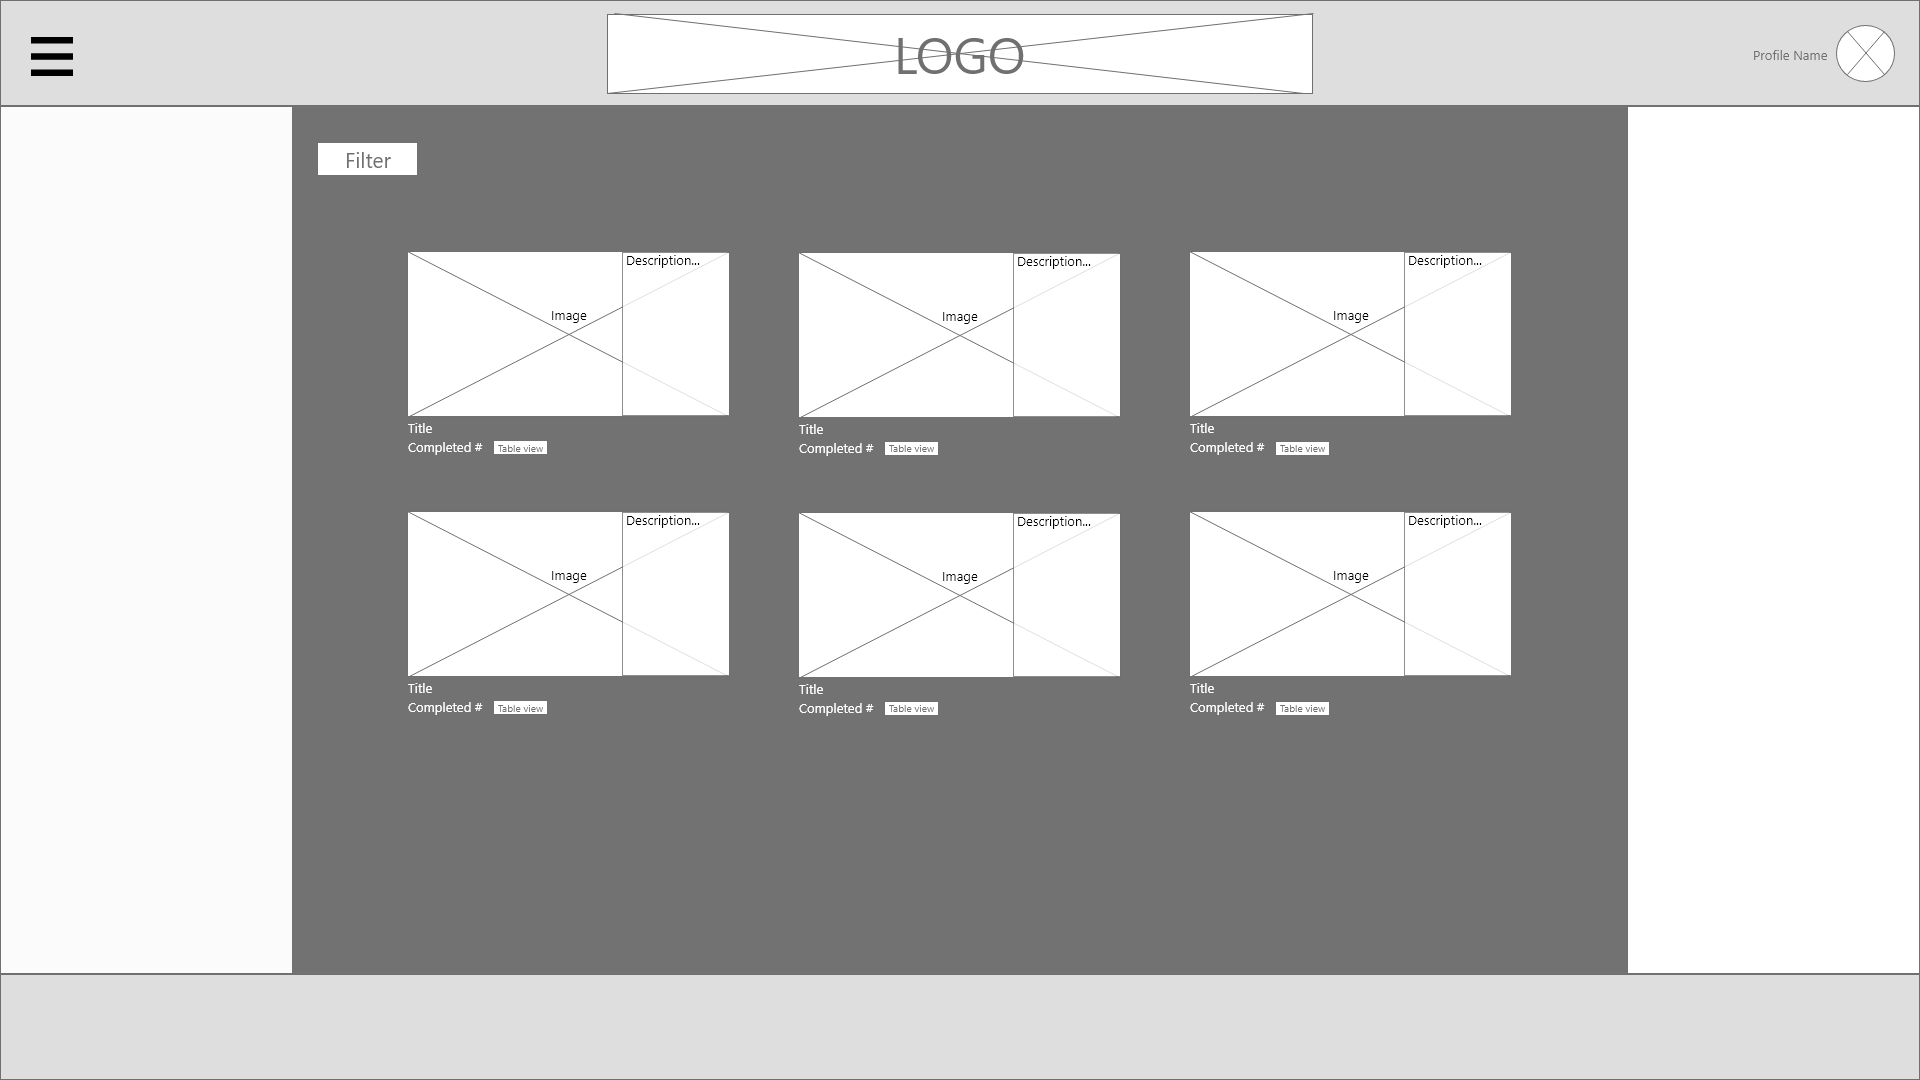 LOGO
Profile Name
Filter
Description...
Image
Title
Completed #
Table view
Description...
Image
Title
Completed #
Table view
Description...
Image
Title
Completed #
Table view
Description...
Image
Title
Completed #
Table view
Description...
Image
Title
Completed #
Table view
Description...
Image
Title
Completed #
Table view